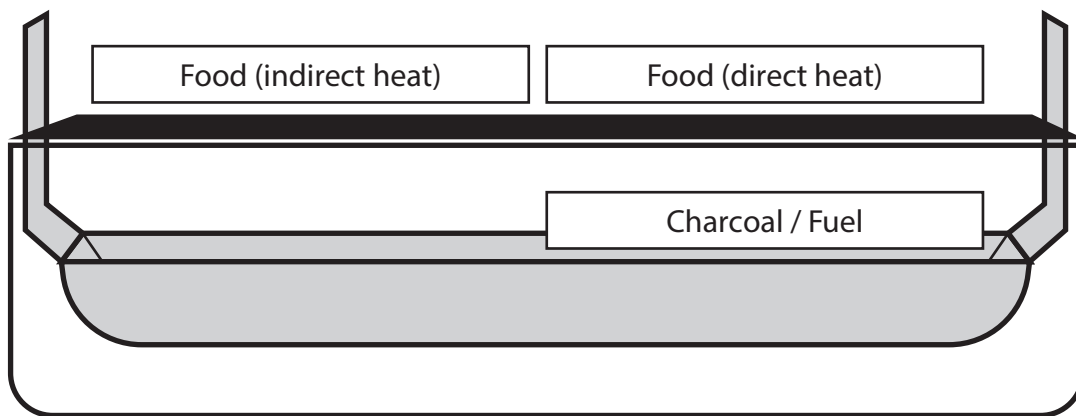 Food (indirect heat)
Food (direct heat)
Charcoal / Fuel